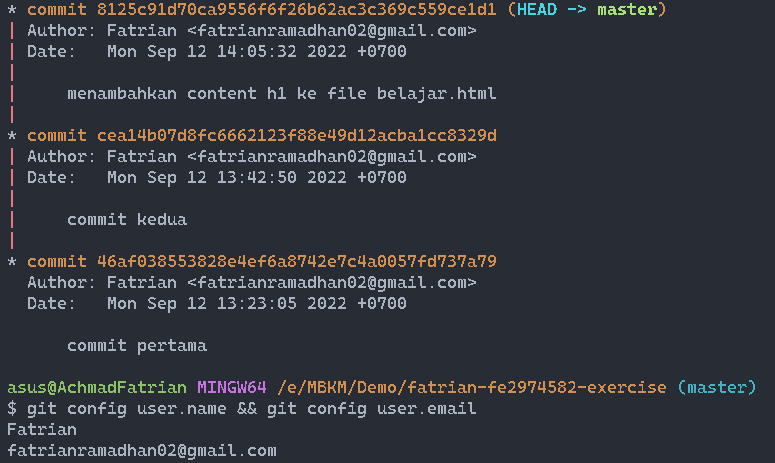 * commit 8125c91d70ca9556f6f26b62ac3c369c559ce1d1 (HEAD -> master)
| Author: Fatrian <fatrianramadhan02@gmail.com>
| Date:   Mon Sep 12 14:05:32 2022 +0700
|
|     menambahkan content h1 ke file belajar.html
|
* commit cea14b07d8fc6662123f88e49d12acba1cc8329d
| Author: Fatrian <fatrianramadhan02@gmail.com>
| Date:   Mon Sep 12 13:42:50 2022 +0700
|
|     commit kedua
|
* commit 46af038553828e4ef6a8742e7c4a0057fd737a79
  Author: Fatrian <fatrianramadhan02@gmail.com>
  Date:   Mon Sep 12 13:23:05 2022 +0700

      commit pertama

asus@AchmadFatrian MINGW64 /e/MBKM/Demo/fatrian-fe2974582-exercise (master)
$ git config user.name && git config user.email
Fatrian
fatrianramadhan02@gmail.com